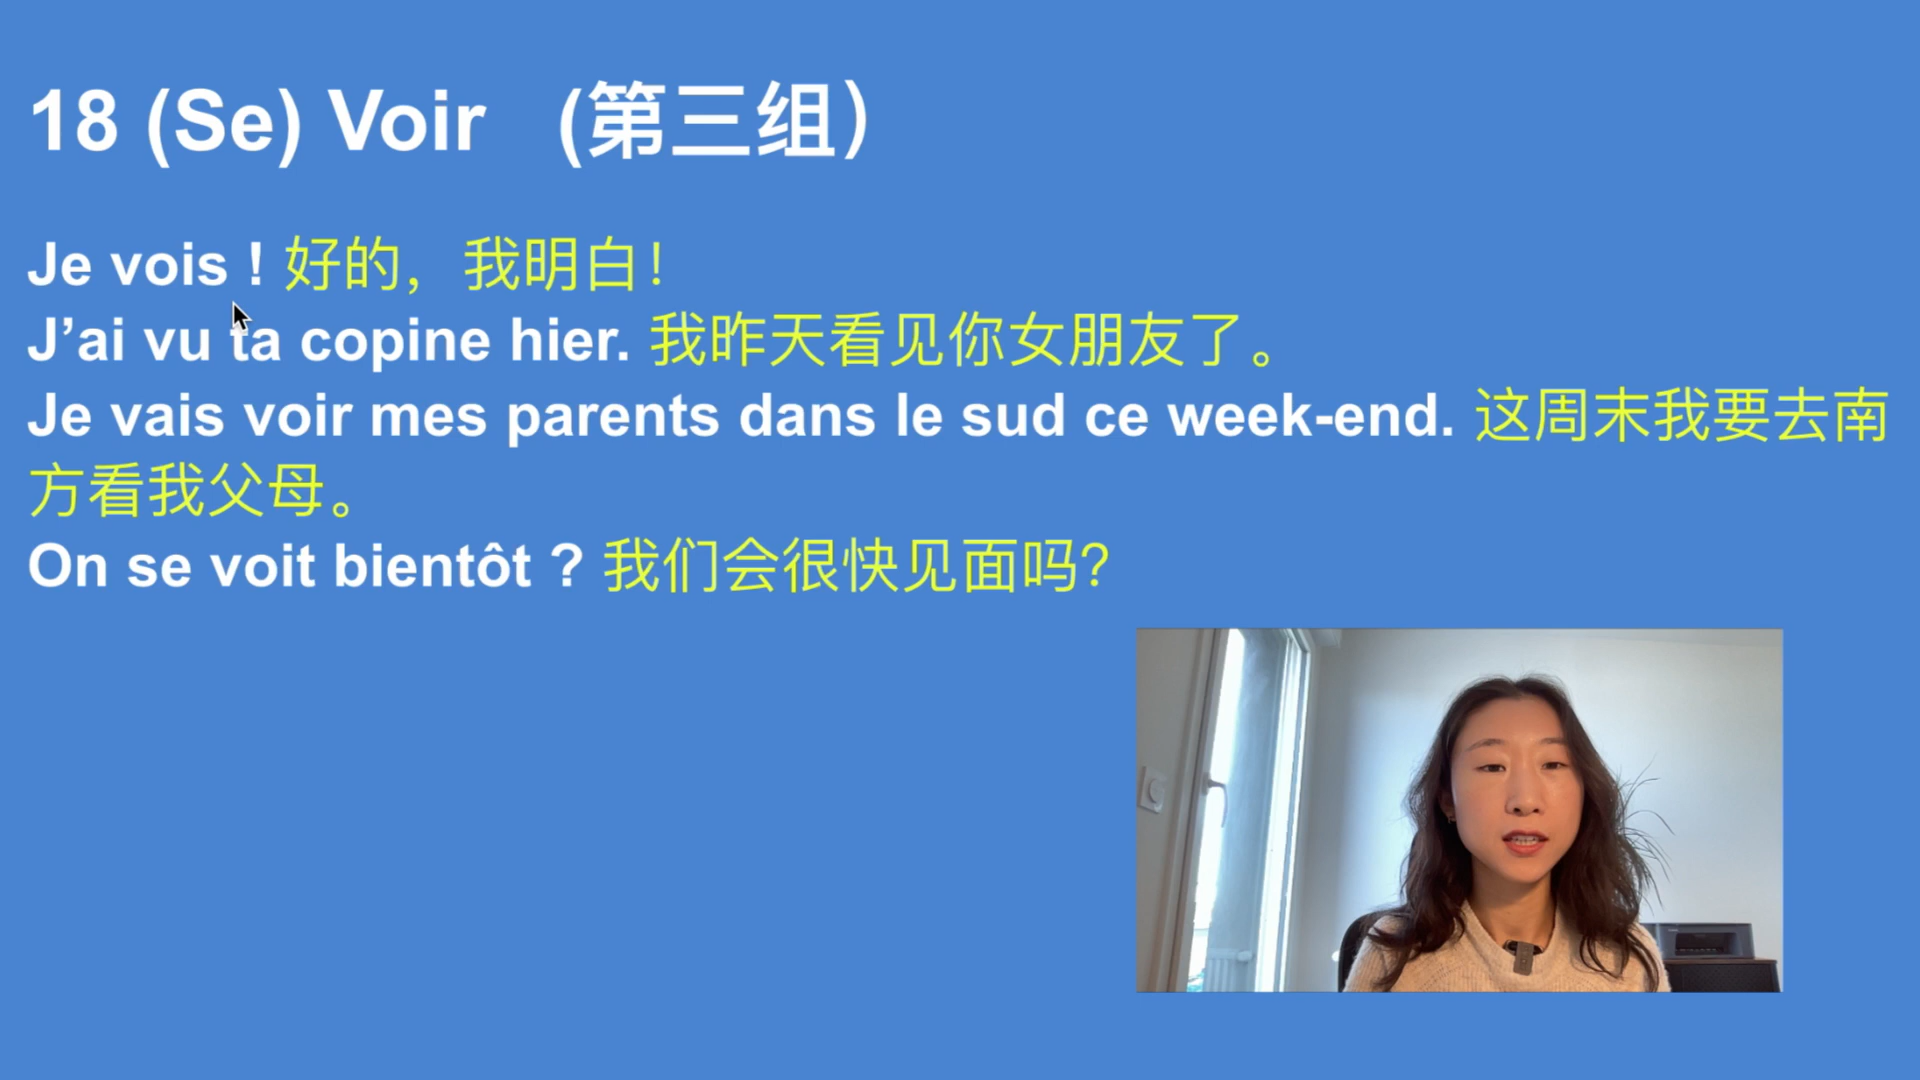 18 (Se) Voir (第三组）
Je vois ! 好的，我明白！
J’ai vu ta copine hier. 我昨天看见你女朋友了。
Je vais voir mes parents dans le sud ce week-end. 这周末我要去南
方看我父母。
On se voit bientôt ? 我们会很快见面吗？